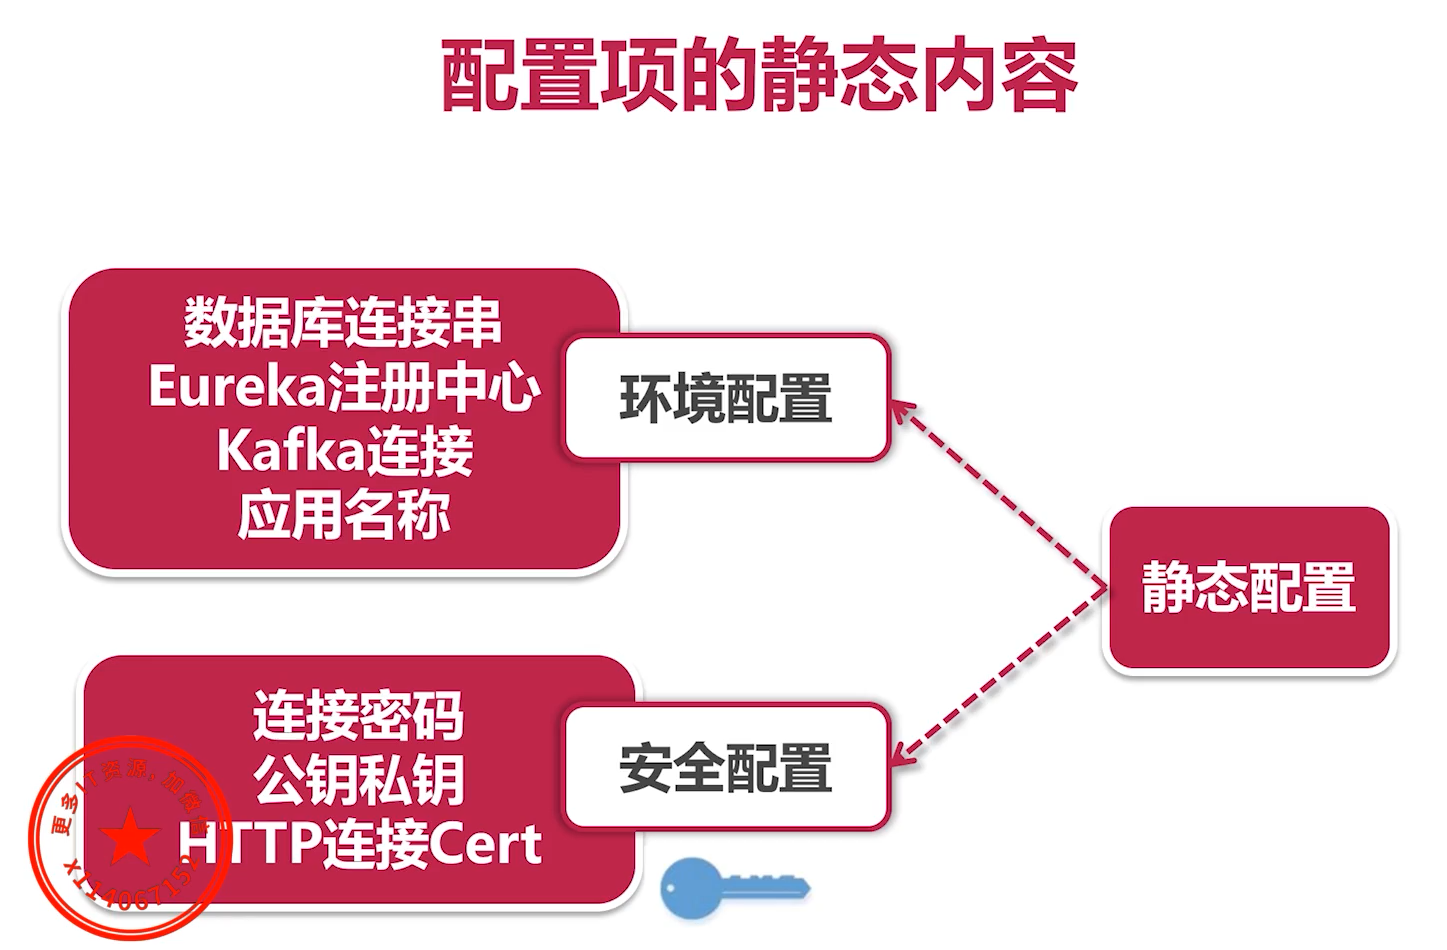 配置项的静态内容
数据库连接串
Eureka注册中心
Kafka连接
应用名称
环境配置
静态配置
连接密码
公钥私钥
HTTP连接Cert
安全配置
更多IT资源,加微信
x114067152